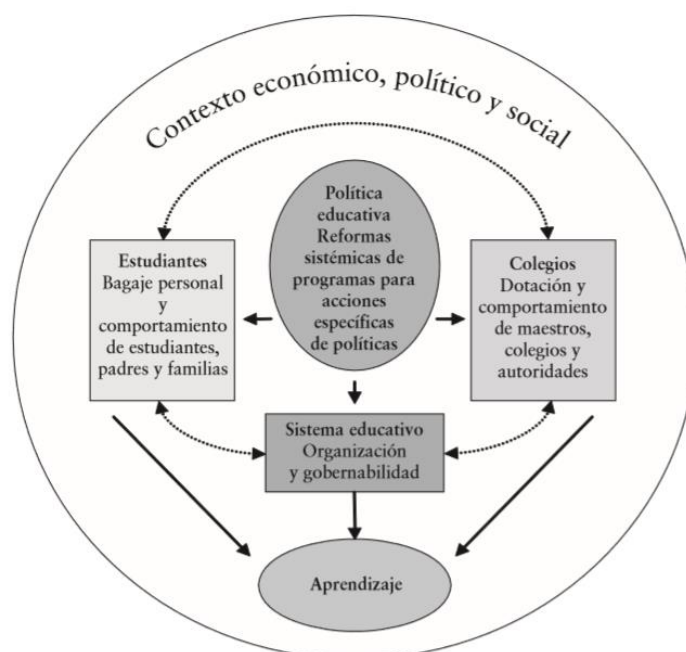 Contexto económico, político y social
Política
educativa
Reformas
sistémicas de
programas para
acciones
específicas
de políticas
Estudiantes
Bagaje personal
y
comportamiento
de estudiantes,
padres y familias
Colegios
Dotación y
comportamiento
de maestros,
colegios y
autoridades
Sistema educativo
Organización
y gobernabilidad
Aprendizaje